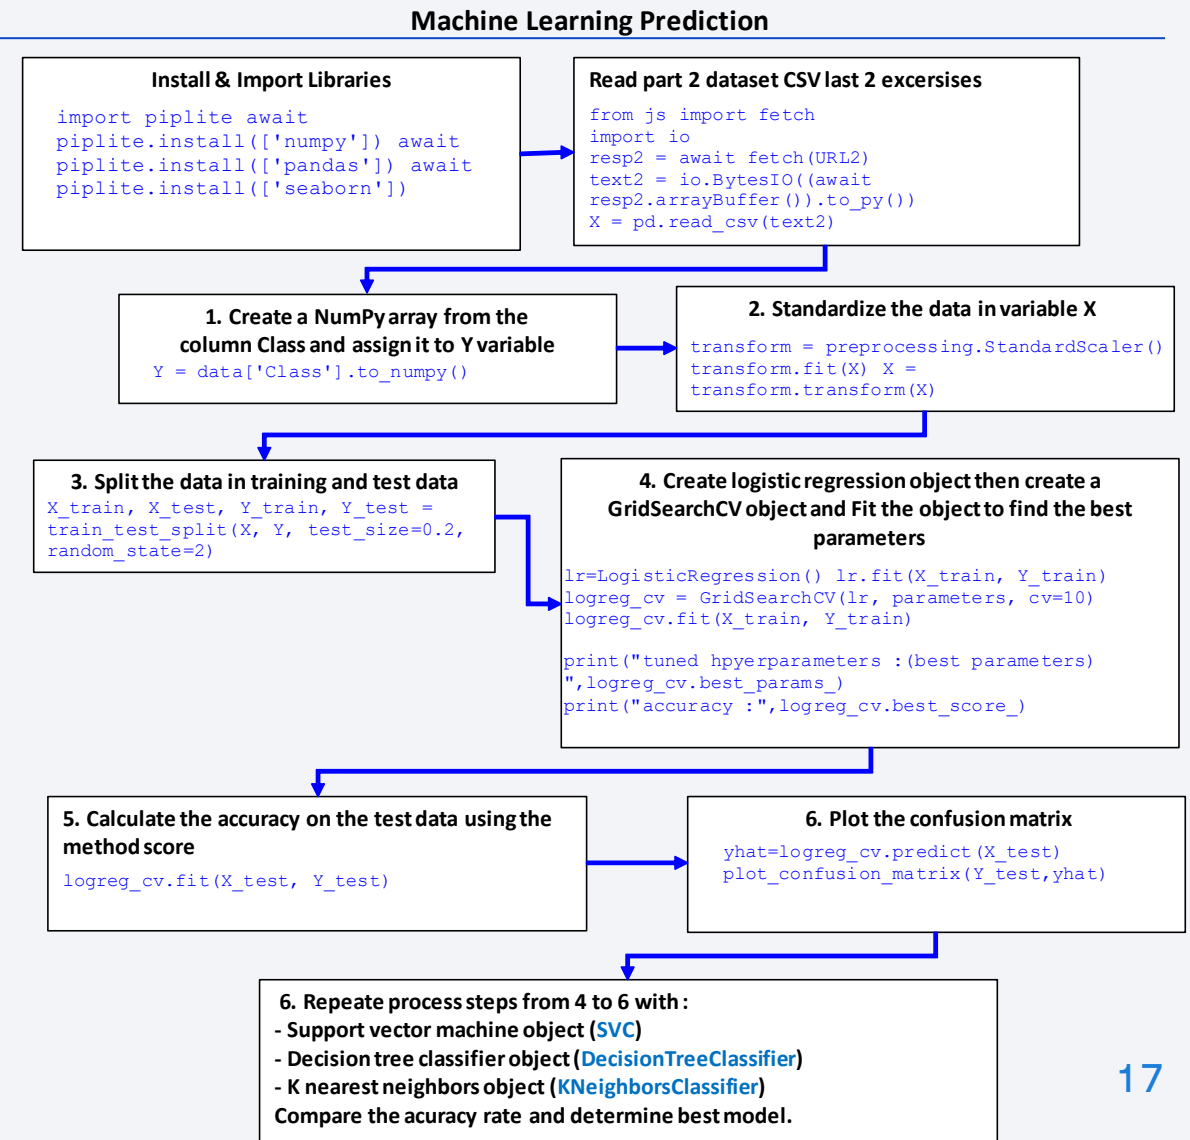 Machine Learning Prediction
Install & Import Libraries
import piplite await
piplite.install(['numpy']) await
piplite.install(['pandas']) await
piplite.install(['seaborn'])
Read part 2 dataset CSV last 2 excersises
from js import fetch
import io
resp2 = await fetch(URL2)
text2 = io.BytesIO((await
resp2.arrayBuffer()).to_py())
X = pd.read_csv(text2)
1. Create a NumPy array from the
column Class and assign it to Y variable
Y = data['Class'].to_numpy()
2. Standardize the data in variable X
transform = preprocessing.StandardScaler()
transform.fit(X) X =
transform.transform(X)
3. Split the data in training and test data
X_train, X_test, Y_train, Y_test =
train_test_split(X, Y, test_size=0.2,
random_state=2)
4. Create logistic regression object then create a
GridSearchCV object and Fit the object to find the best
parameters
lr=LogisticRegression() lr.fit(X_train, Y_train)
logreg_cv = GridSearchCV(lr, parameters, cv=10)
logreg_cv.fit(X_train, Y_train)
print("tuned hpyerparameters :(best parameters)
",logreg_cv.best_params_)
print("accuracy :",logreg_cv.best_score_)
5. Calculate the accuracy on the test data using the
method score
logreg_cv.fit(X_test, Y_test)
6. Plot the confusion matrix
yhat=logreg_cv.predict(X_test)
plot_confusion_matrix(Y_test,yhat)
6. Repeate process steps from 4 to 6 with :
- Support vector machine object (SVC)
- Decision tree classifier object (DecisionTreeClassifier)
- K nearest neighbors object (KNeighborsClassifier)
Compare the acuracy rate and determine best model.
17